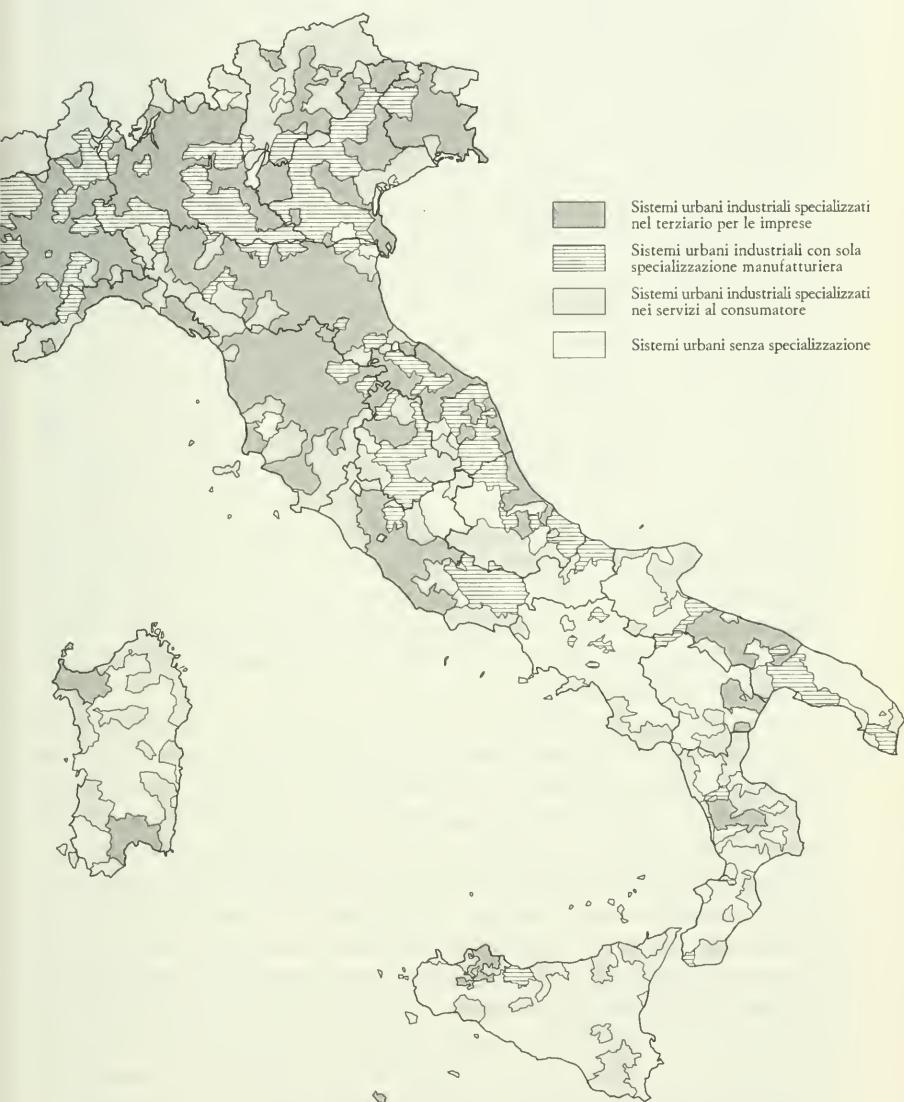 Sistemi urbani industriali specializzati
nel terziario per le imprese
Sistemi urbani industriali con sola
specializzazione manufatturiera
Sistemi urbani industriali specializzati
nei servizi al consumatore
Sistemi urbani senza specializzazione